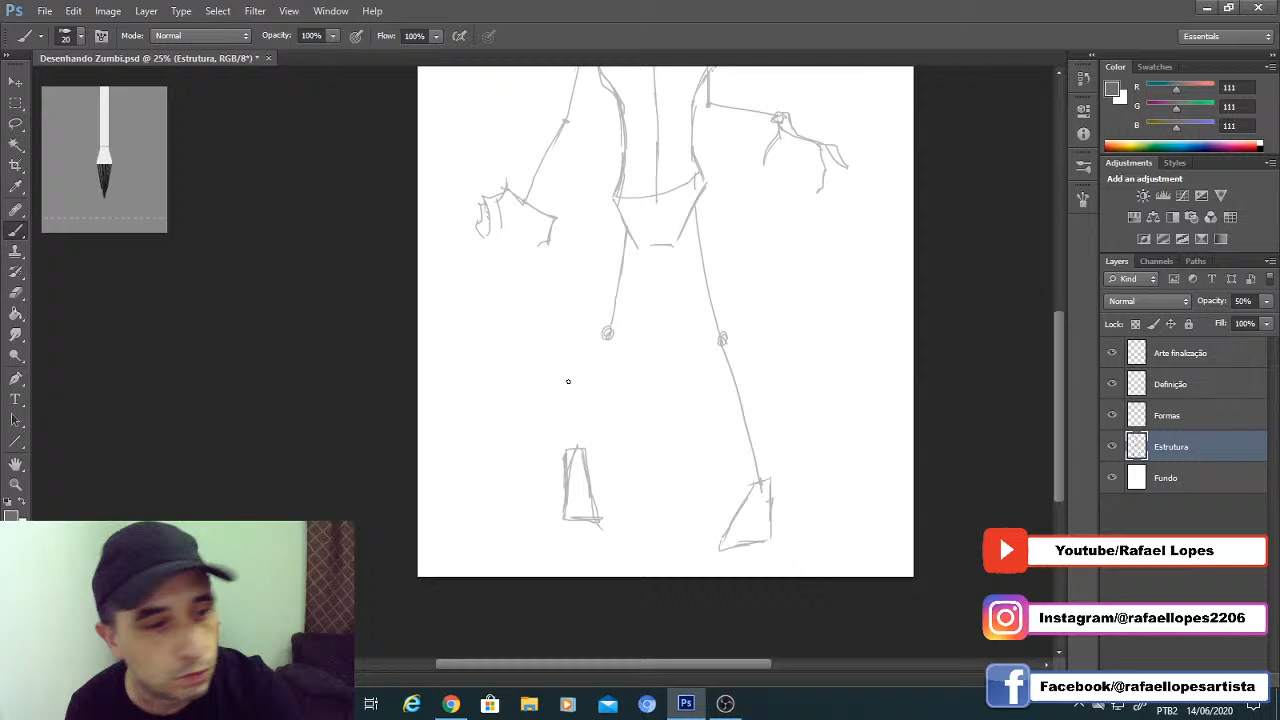 Ps File Edit Image Layer Type Select Filter View Window Help
20 Mode: Normal Opacity: 100% Flow: 100% Essentials
Desenhando Zumbi.psd @ 25% (Estrutura, RGB/8*) * ×
Color Swatches
R 111
G 111
B 111
Adjustments Styles
Add an adjustment
Layers Channels Paths
Kind
Normal Opacity: 50%
Lock: Fill: 100%
Arte finalização
Definição
Formas
Estrutura
Fundo
Youtube/Rafael Lopes
Instagram/@rafaellopes2206
Facebook/@rafaellopesartista
Ps
PTB2 14/06/2020